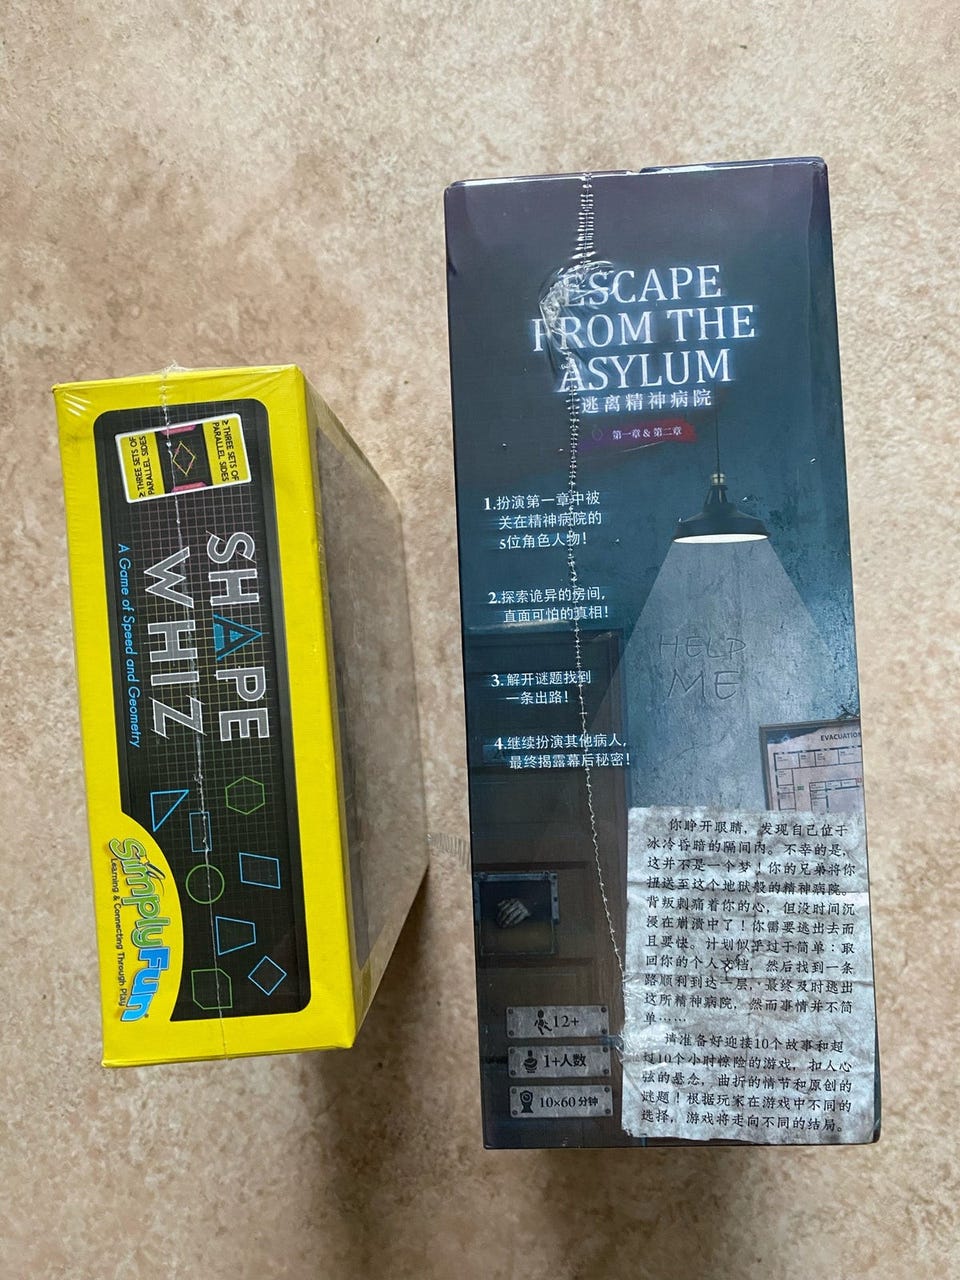 ≥ THREE SETS OF
PARALLEL SIDES
≥ THREE SETS OF
PARALLEL SIDES
SHAPE
WHIZ
A Game of Speed and Geometry
simplyFun
Learning & Connecting Through Play
ESCAPE
FROM THE
ASYLUM
逃离精神病院
第一章 & 第二章
1.扮演第一章中被
关在精神病院的
5位角色人物！
2.探索诡异的房间，
直面可怕的真相！
3.解开谜题找到
一条出路！
4.继续扮演其他病人，
最终揭露幕后秘密！
HELP
ME
EVACUATION
12+
1+人数
10×60 分钟
你睁开眼睛，发现自己位于
冰冷昏暗的隔间内。不幸的是，
这并不是一个梦！你的兄弟将你
扭送至这个地狱般的精神病院。
背叛刺痛着你的心，但没时间沉
浸在崩溃中了！你需要逃出去而
且要快。计划似乎过于简单：取
回你的个人文档，然后找到一条
路顺利到达一层，最终及时逃出
这所精神病院，然而事情并不简
单……
请准备好迎接10个故事和超
过10个小时惊险的游戏，扣人心
弦的悬念，曲折的情节和原创的
谜题！根据玩家在游戏中不同的
选择，游戏将走向不同的结局。